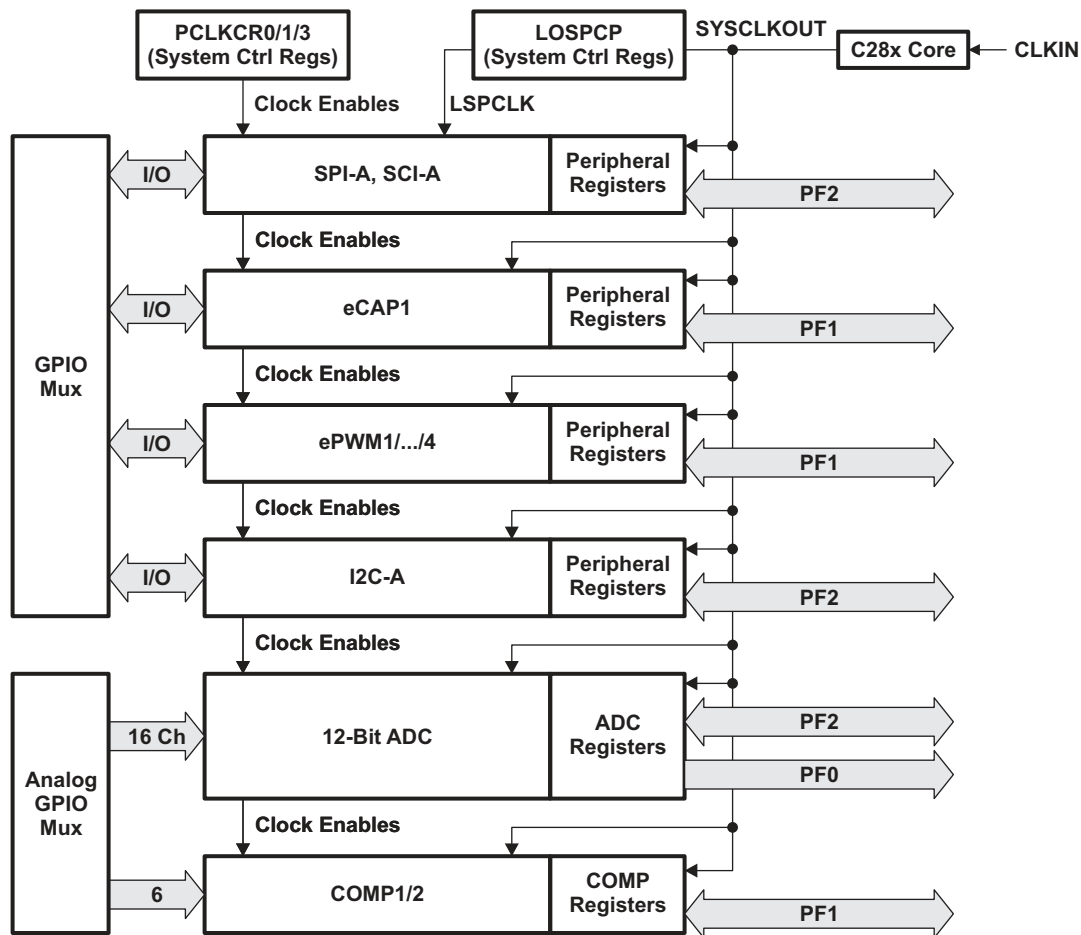 PCLKCR0/1/3
(System Ctrl Regs)
LOSPCP
(System Ctrl Regs)
SYSCLKOUT
C28x Core
CLKIN
Clock Enables
LSPCLK
I/O
SPI-A, SCI-A
Peripheral
Registers
PF2
Clock Enables
I/O
eCAP1
Peripheral
Registers
PF1
GPIO
Mux
Clock Enables
I/O
ePWM1/.../4
Peripheral
Registers
PF1
Clock Enables
I/O
I2C-A
Peripheral
Registers
PF2
Clock Enables
Analog
GPIO
Mux
16 Ch
12-Bit ADC
ADC
Registers
PF2
PF0
Clock Enables
6
COMP1/2
COMP
Registers
PF1